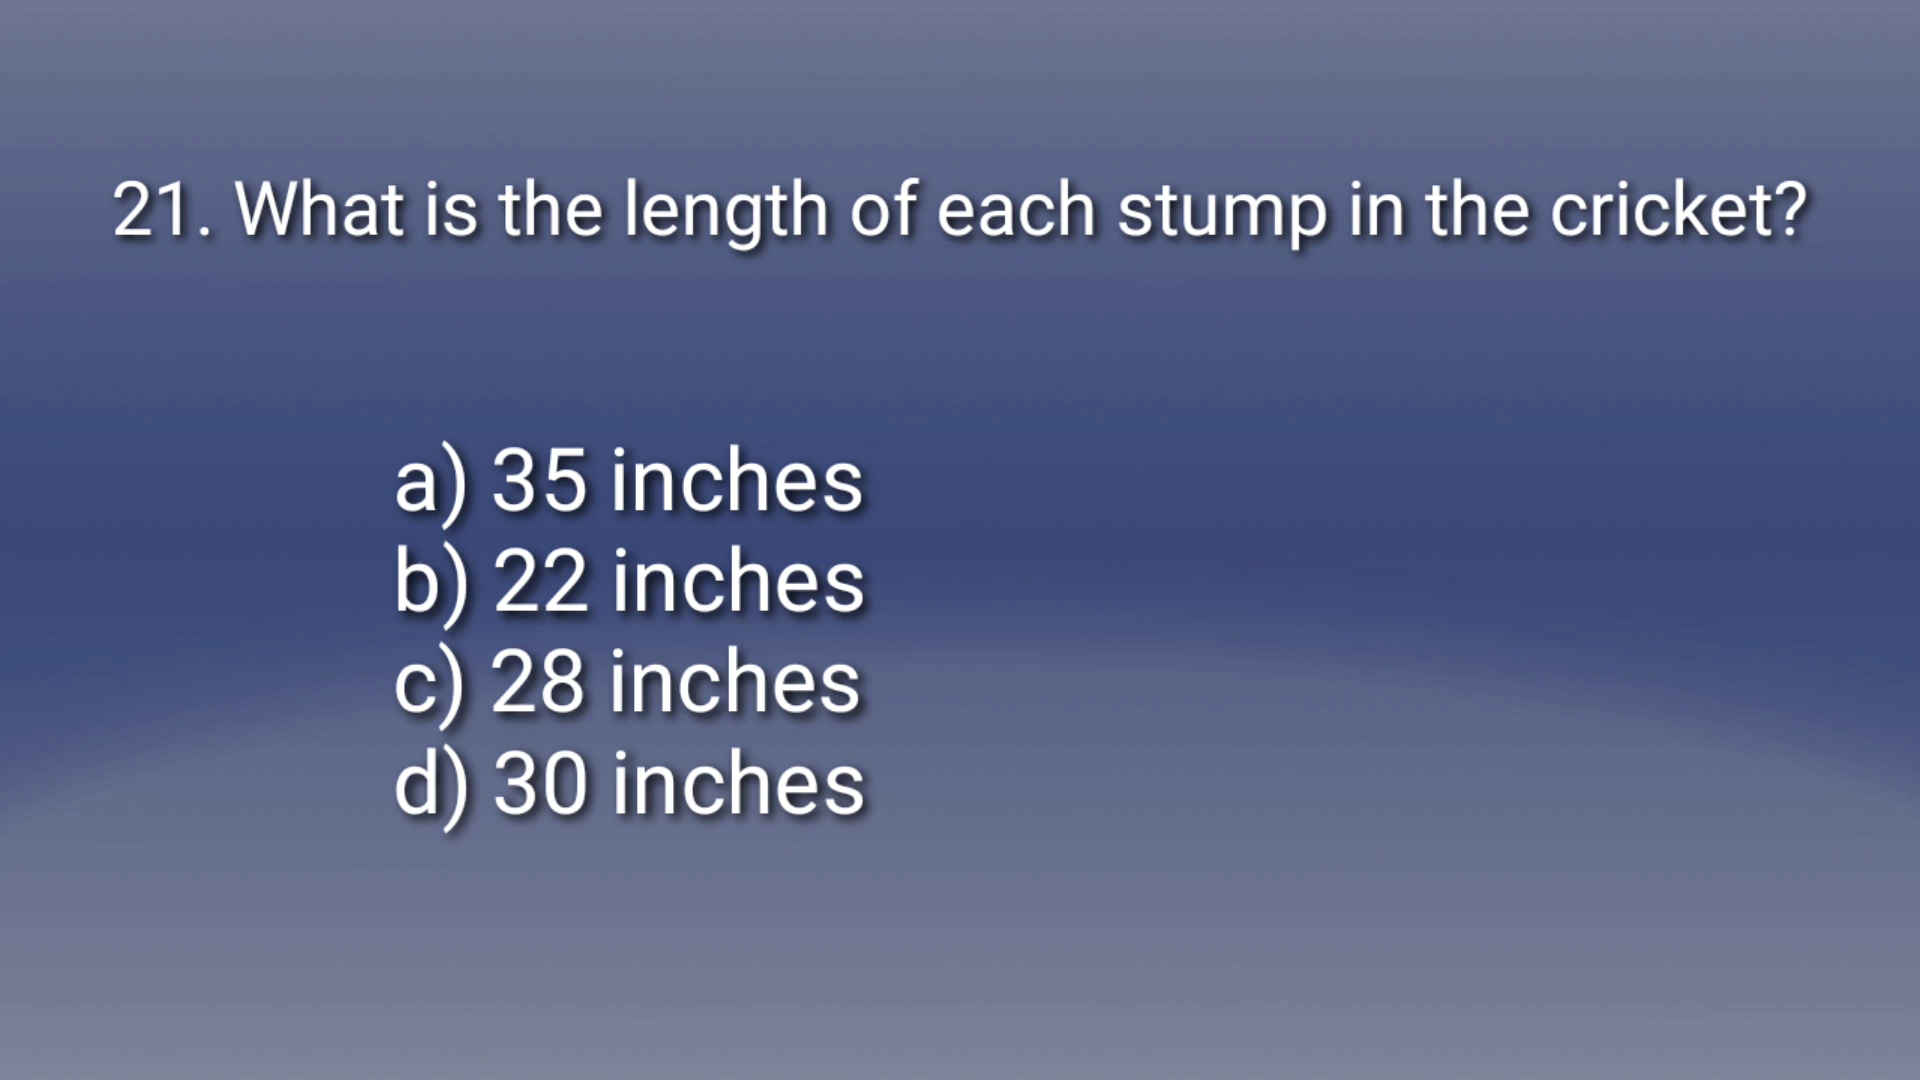 21. What is the length of each stump in the cricket?
a) 35 inches
b) 22 inches
c) 28 inches
d) 30 inches